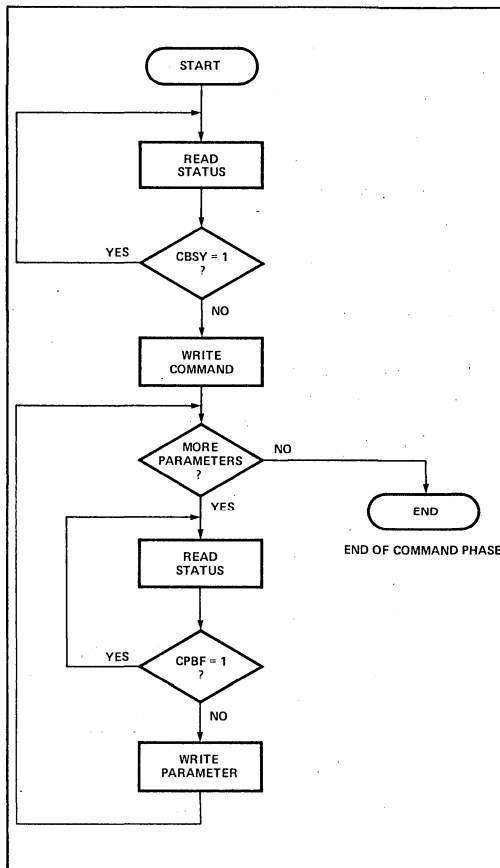 START
READ
STATUS
YES
CBSY = 1
?
NO
WRITE
COMMAND
MORE
PARAMETERS
?
NO
YES
END
END OF COMMAND PHASE
READ
STATUS
YES
CPBF = 1
?
NO
WRITE
PARAMETER